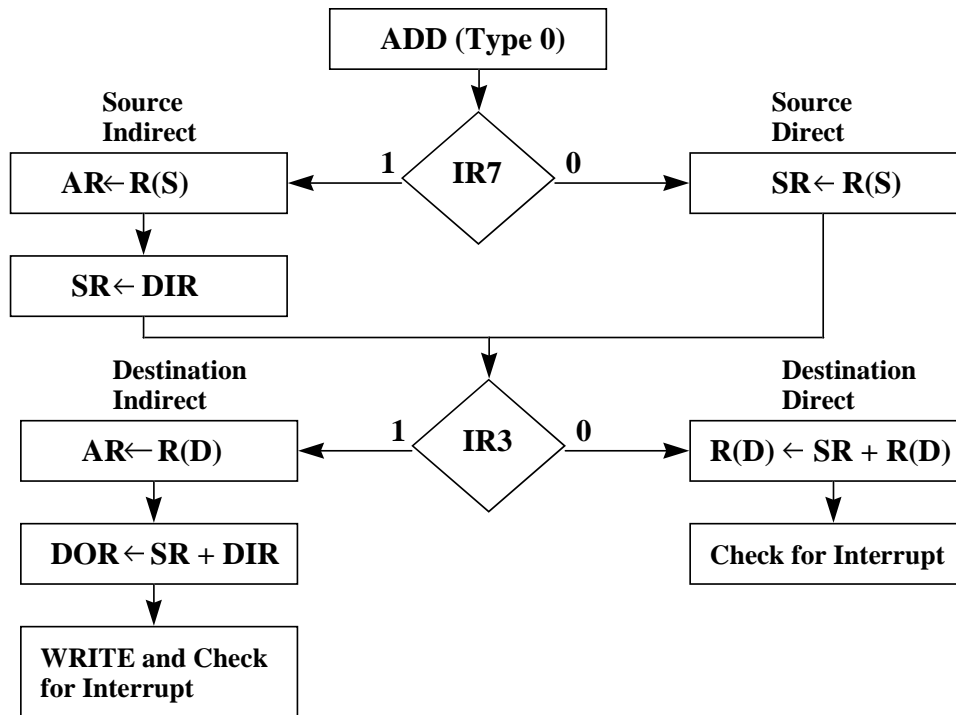 ADD (Type 0)
Source
Indirect
Source
Direct
AR← R(S)
1
IR7
0
SR← R(S)
SR← DIR
Destination
Indirect
Destination
Direct
AR← R(D)
1
IR3
0
R(D) ← SR + R(D)
DOR← SR + DIR
Check for Interrupt
WRITE and Check
for Interrupt